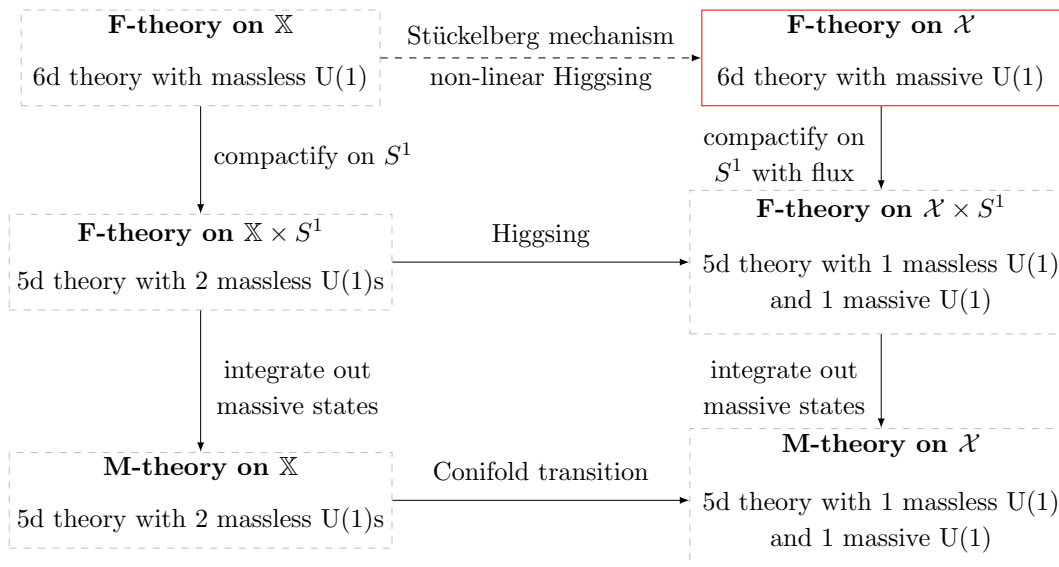 F-theory on 𝕏
6d theory with massless U(1)
Stückelberg mechanism
non-linear Higgsing
F-theory on 𝒳
6d theory with massive U(1)
compactify on S¹
compactify on
S¹ with flux
F-theory on 𝕏 × S¹
5d theory with 2 massless U(1)s
Higgsing
F-theory on 𝒳 × S¹
5d theory with 1 massless U(1)
and 1 massive U(1)
integrate out
massive states
integrate out
massive states
M-theory on 𝕏
5d theory with 2 massless U(1)s
Conifold transition
M-theory on 𝒳
5d theory with 1 massless U(1)
and 1 massive U(1)